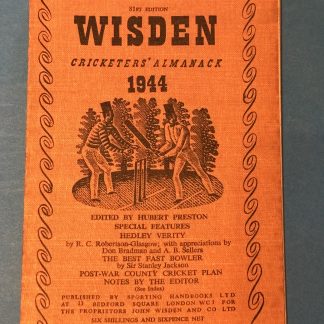 81ST EDITION
WISDEN
CRICKETERS' ALMANACK
1944
EDITED BY HUBERT PRESTON
SPECIAL FEATURES
HEDLEY VERITY
by R. C. Robertson-Glasgow; with appreciations by
Don Bradman and A. B. Sellers
THE BEST FAST BOWLER
by Sir Stanley Jackson
POST-WAR COUNTY CRICKET PLAN
NOTES BY THE EDITOR
(See Index)
PUBLISHED BY SPORTING HANDBOOKS LTD
AT 13 BEDFORD SQUARE LONDON WC1 FOR
THE PROPRIETORS JOHN WISDEN AND CO LTD
SIX SHILLINGS AND SIXPENCE NET